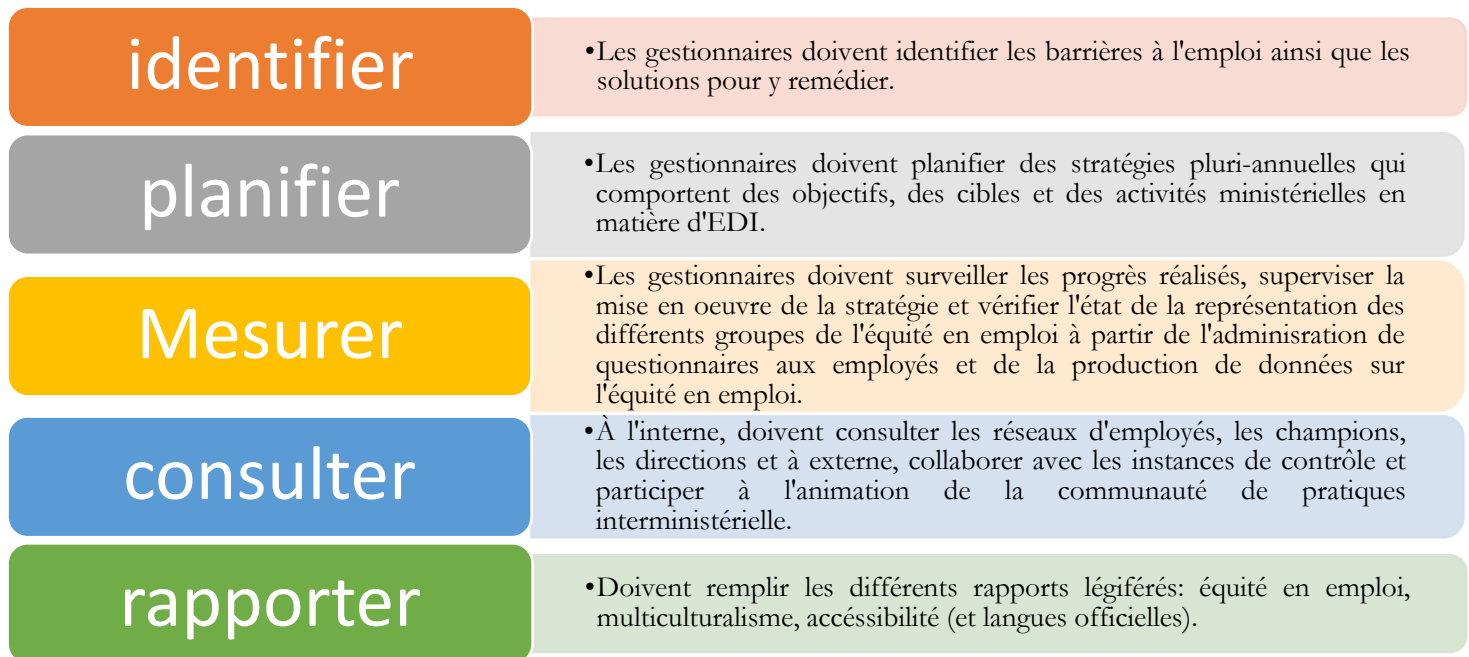 identifier
•Les gestionnaires doivent identifier les barrières à l'emploi ainsi que les
solutions pour y remédier.
planifier
•Les gestionnaires doivent planifier des stratégies pluri-annuelles qui
comportent des objectifs, des cibles et des activités ministérielles en
matière d'EDI.
Mesurer
•Les gestionnaires doivent surveiller les progrès réalisés, superviser la
mise en oeuvre de la stratégie et vérifier l'état de la représentation des
différents groupes de l'équité en emploi à partir de l'adminisration de
questionnaires aux employés et de la production de données sur
l'équité en emploi.
consulter
•À l'interne, doivent consulter les réseaux d'employés, les champions,
les directions et à externe, collaborer avec les instances de contrôle et
participer à l'animation de la communauté de pratiques
interministérielle.
rapporter
•Doivent remplir les différents rapports légiférés: équité en emploi,
multiculturalisme, accéssibilité (et langues officielles).